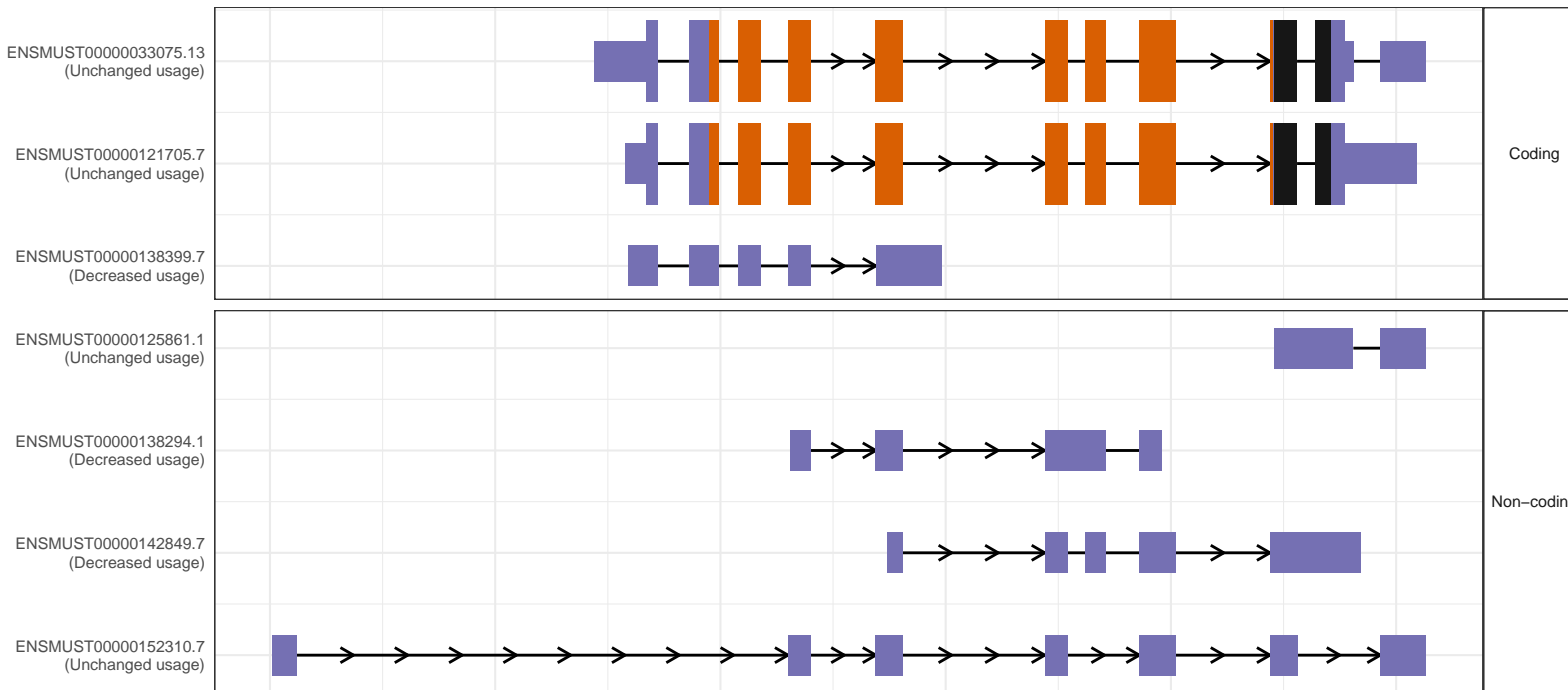 ENSMUST00000033075.13
(Unchanged usage)
ENSMUST00000121705.7
(Unchanged usage)
ENSMUST00000138399.7
(Decreased usage)
Coding
ENSMUST00000125861.1
(Unchanged usage)
ENSMUST00000138294.1
(Decreased usage)
ENSMUST00000142849.7
(Decreased usage)
ENSMUST00000152310.7
(Unchanged usage)
Non−codin